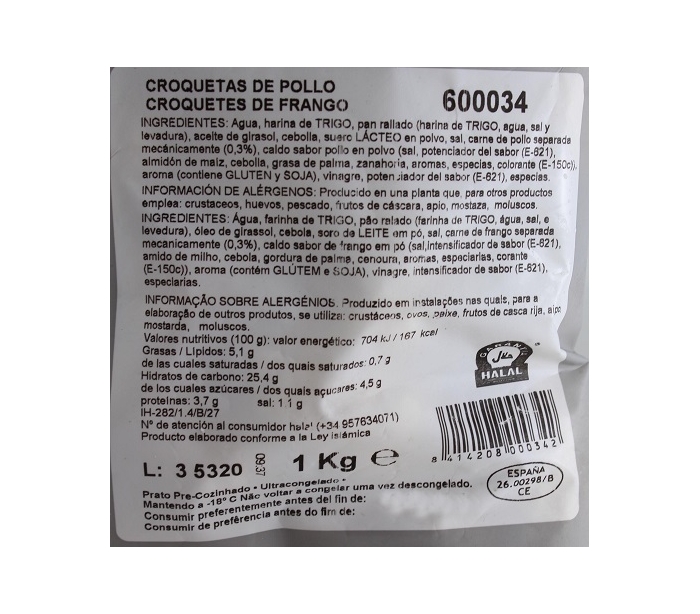 CROQUETAS DE POLLO
CROQUETES DE FRANGO
600034
INGREDIENTES: Agua, harina de TRIGO, pan rallado (harina de TRIGO, agua, sal y
levadura), aceite de girasol, cebolla, suero LÁCTEO en polvo, sal, carne de pollo separada
mecánicamente (0,3%), caldo sabor pollo en polvo (sal, potenciador del sabor (E-621),
almidón de maíz, cebolla, grasa de palma, zanahoria, aromas, especias, colorante (E-150c)),
aroma (contiene GLUTEN y SOJA), vinagre, potenciador del sabor (E-621), especias.
INFORMACIÓN DE ALÉRGENOS: Producido en una planta que, para otros productos
emplea: crustaceos, huevos, pescado, frutos de cáscara, apio, mostaza, moluscos.
INGREDIENTES: Água, farinha de TRIGO, pão ralado (farinha de TRIGO, água, sal, e
levedura), óleo de girassol, cebola, soro de LEITE em pó, sal, carne de frango separada
mecanicamente (0,3%), caldo sabor de frango em pó (sal,intensificador de sabor (E-621),
amido de milho, cebola, gordura de palma, cenoura, aromas, especiarias, corante
(E-150c)), aroma (contém GLÚTEM e SOJA), vinagre, intensificador de sabor (E-621),
especiarias.
INFORMAÇÃO SOBRE ALERGÉNIOS. Produzido em instalações nas quais, para a
elaboração de outros produtos, se utiliza: crustáceos, ovos, peixe, frutos de casca rija, aipo
mostarda, moluscos.
Valores nutritivos (100 g): valor energético: 704 kJ / 167 kcal
Grasas / Lípidos: 5,1 g
de las cuales saturadas / dos quais saturados: 0,7 g
Hidratos de carbono: 25,4 g
de los cuales azúcares / dos quais açucares: 4,5 g
proteínas: 3,7 g sal: 1,1 g
IH-282/1.4/B/27
Nº de atención al consumidor halal (+34 957634071)
Producto elaborado conforme a la Ley islámica
GARANTIA
HALAL
L: 3 5320 09:37 1 Kg e
8 414208 000342
ESPAÑA
26.00298/B
CE
Prato Pre-Cozinhado • Ultracongelado •
Mantendo a -18º C Não voltar a congelar uma vez descongelado.
Consumir preferentemente antes del fin de:
Consumir de preferência antes do fim de: